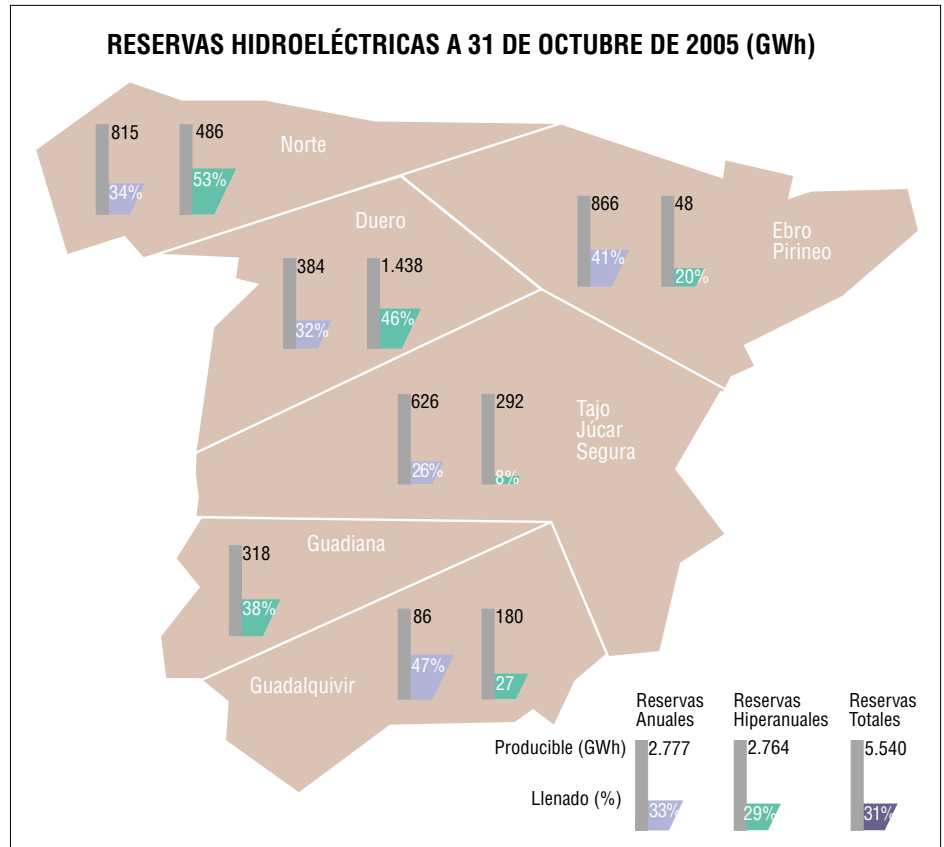 RESERVAS HIDROELÉCTRICAS A 31 DE OCTUBRE DE 2005 (GWh)
815 486 Norte
34% 53%
Duero
866 48
Ebro
Pirineo
41% 20%
384 1.438
32% 46%
626 292
Tajo
Júcar
Segura
26% 8%
Guadiana
318
38%
86 180
47% 27
Guadalquivir
Reservas Anuales
Reservas Hiperanuales
Reservas Totales
Producible (GWh) 2.777 2.764 5.540
Llenado (%) 33% 29% 31%